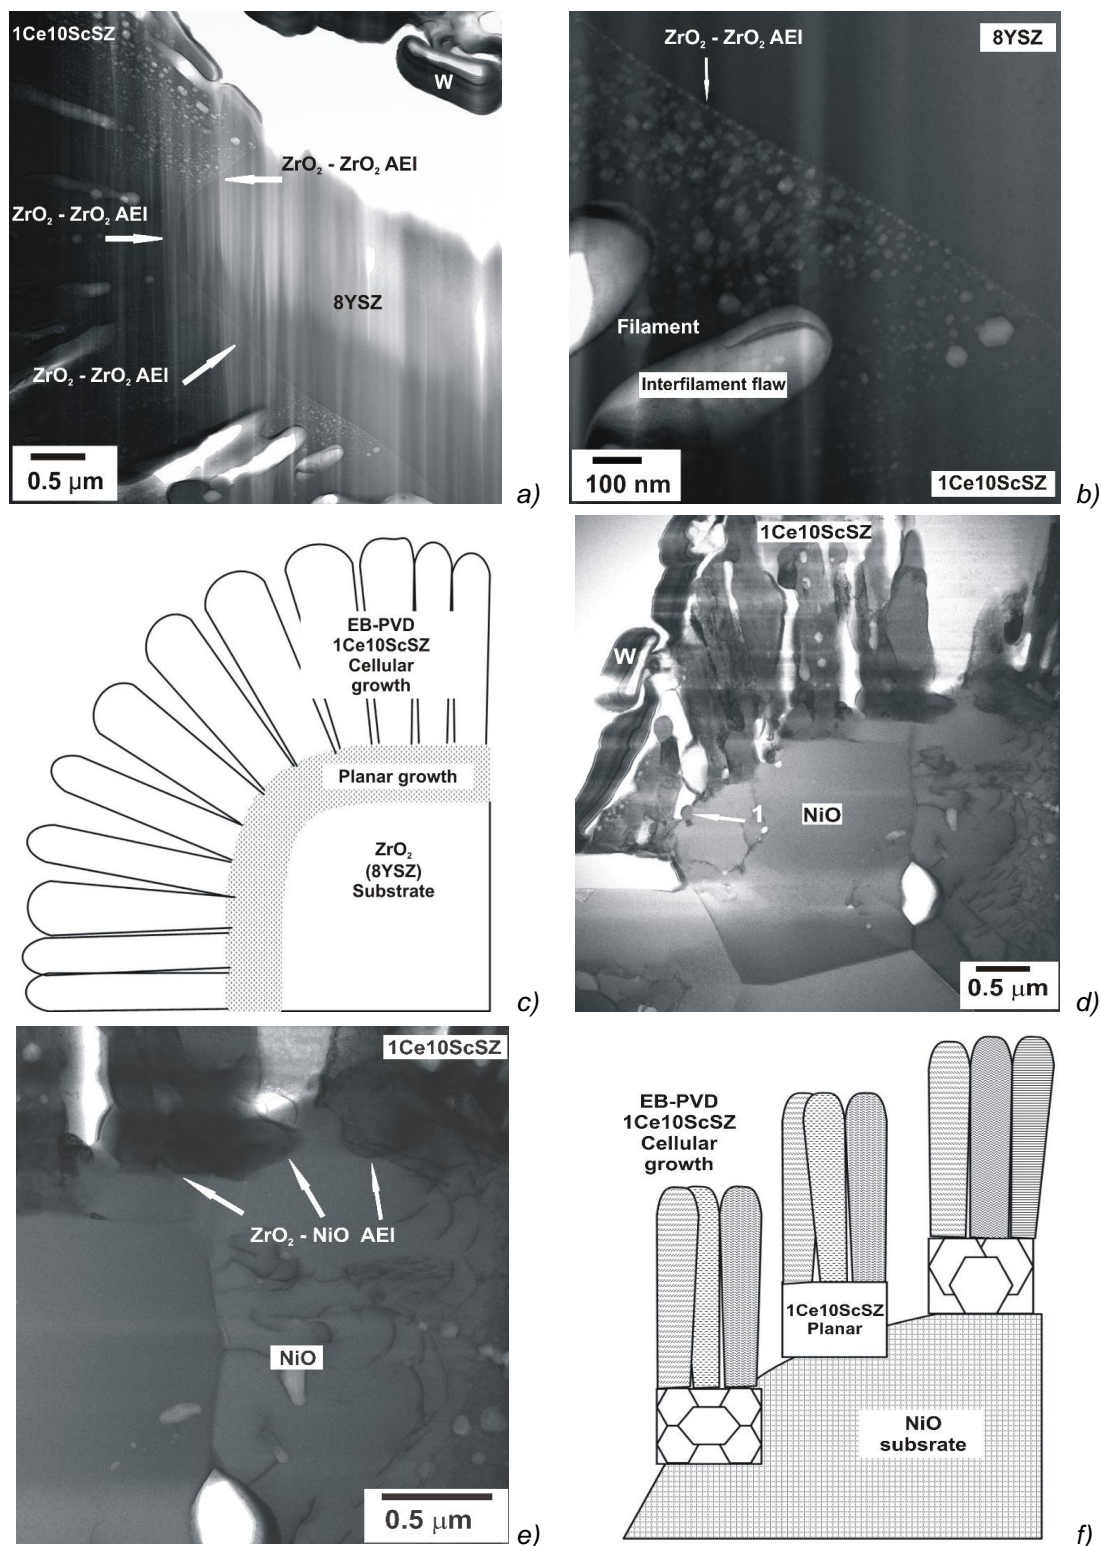 1Ce10ScSZ
W
ZrO₂ - ZrO₂ AEI
ZrO₂ - ZrO₂ AEI
8YSZ
ZrO₂ - ZrO₂ AEI
0.5 µm
a)
ZrO₂ - ZrO₂ AEI
8YSZ
Filament
Interfilament flaw
100 nm
1Ce10ScSZ
b)
EB-PVD
1Ce10ScSZ
Cellular
growth
Planar growth
ZrO₂
(8YSZ)
Substrate
c)
1Ce10ScSZ
W
1
NiO
0.5 µm
d)
1Ce10ScSZ
ZrO₂ - NiO AEI
NiO
0.5 µm
e)
EB-PVD
1Ce10ScSZ
Cellular
growth
1Ce10ScSZ
Planar
NiO
subsrate
f)